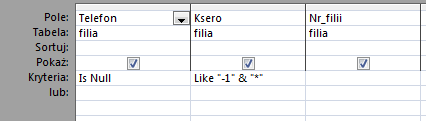 Pole: Telefon Ksero Nr_filii
Tabela: filia filia filia
Sortuj:
Pokaż:
Kryteria: Is Null Like "-1" & "*"
lub: